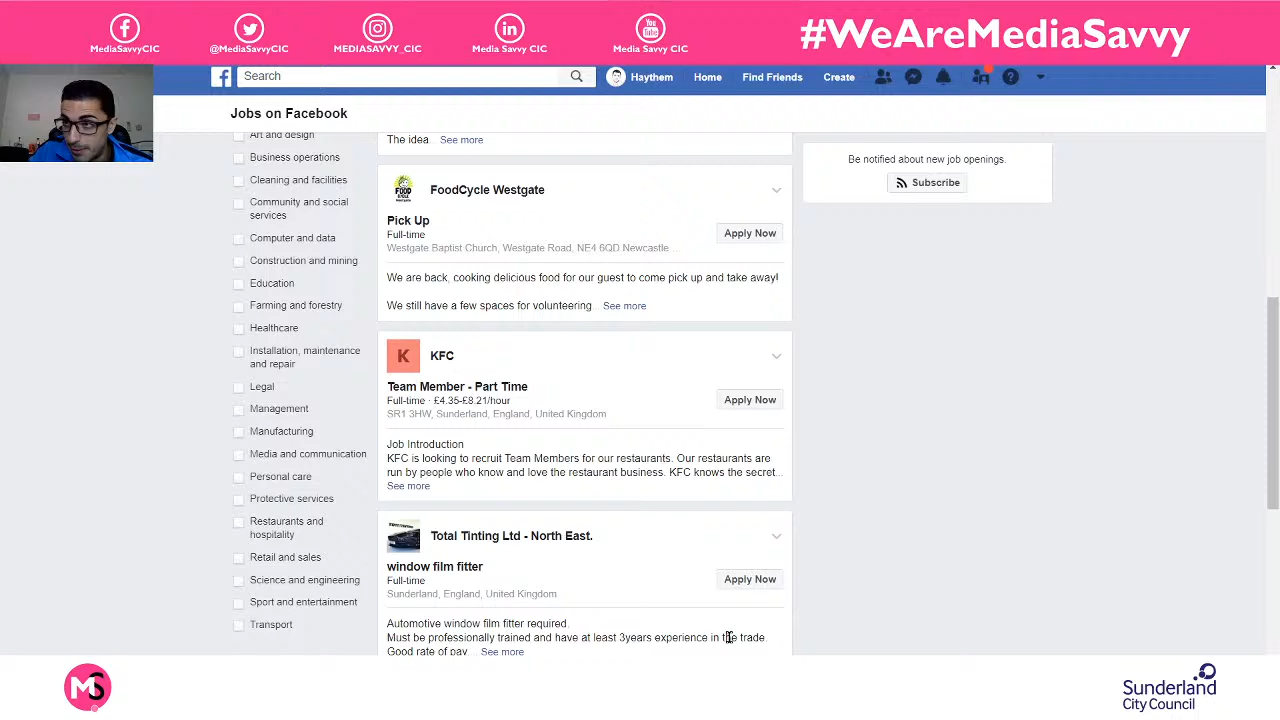 MediaSavvyCIC
@MediaSavvyCIC
MEDIASAVVY_CIC
Media Savvy CIC
You Tube
Media Savvy CIC
#WeAreMediaSavvy
Search
Haythem
Home
Find Friends
Create
Jobs on Facebook
Art and design
Business operations
Cleaning and facilities
Community and social
services
Computer and data
Construction and mining
Education
Farming and forestry
Healthcare
Installation, maintenance
and repair
Legal
Management
Manufacturing
Media and communication
Personal care
Protective services
Restaurants and
hospitality
Retail and sales
Science and engineering
Sport and entertainment
Transport
The idea... See more
FOOD CYCLE
FoodCycle Westgate
Pick Up
Full-time
Westgate Baptist Church, Westgate Road, NE4 6QD Newcastle ...
Apply Now
We are back, cooking delicious food for our guest to come pick up and take away!
We still have a few spaces for volunteering... See more
K
KFC
Team Member - Part Time
Full-time · £4.35-£8.21/hour
SR1 3HW, Sunderland, England, United Kingdom
Apply Now
Job Introduction
KFC is looking to recruit Team Members for our restaurants. Our restaurants are
run by people who know and love the restaurant business. KFC knows the secret...
See more
Total Tinting Ltd - North East.
window film fitter
Full-time
Sunderland, England, United Kingdom
Apply Now
Automotive window film fitter required.
Must be professionally trained and have at least 3years experience in the trade.
Good rate of pay... See more
Be notified about new job openings.
Subscribe
MS
Sunderland
City Council